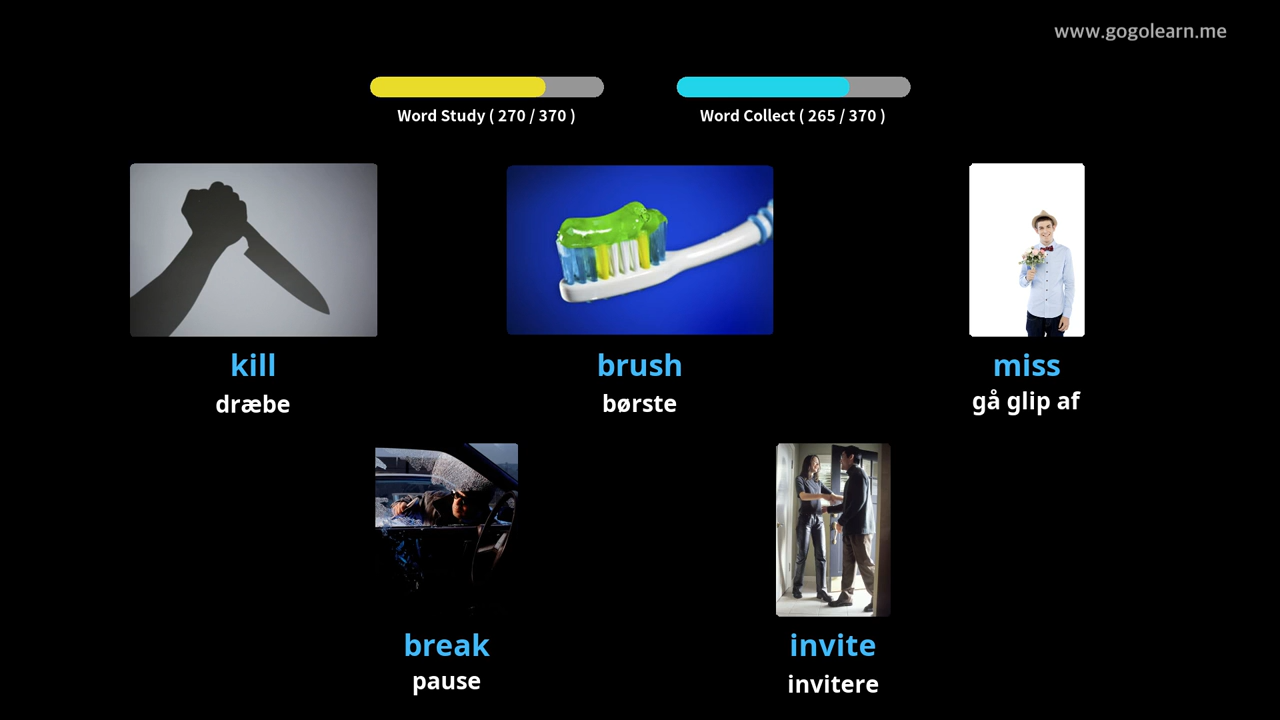 www.gogolearn.me
Word Study ( 270 / 370 )
Word Collect ( 265 / 370 )
kill
dræbe
brush
børste
miss
gå glip af
break
pause
invite
invitere